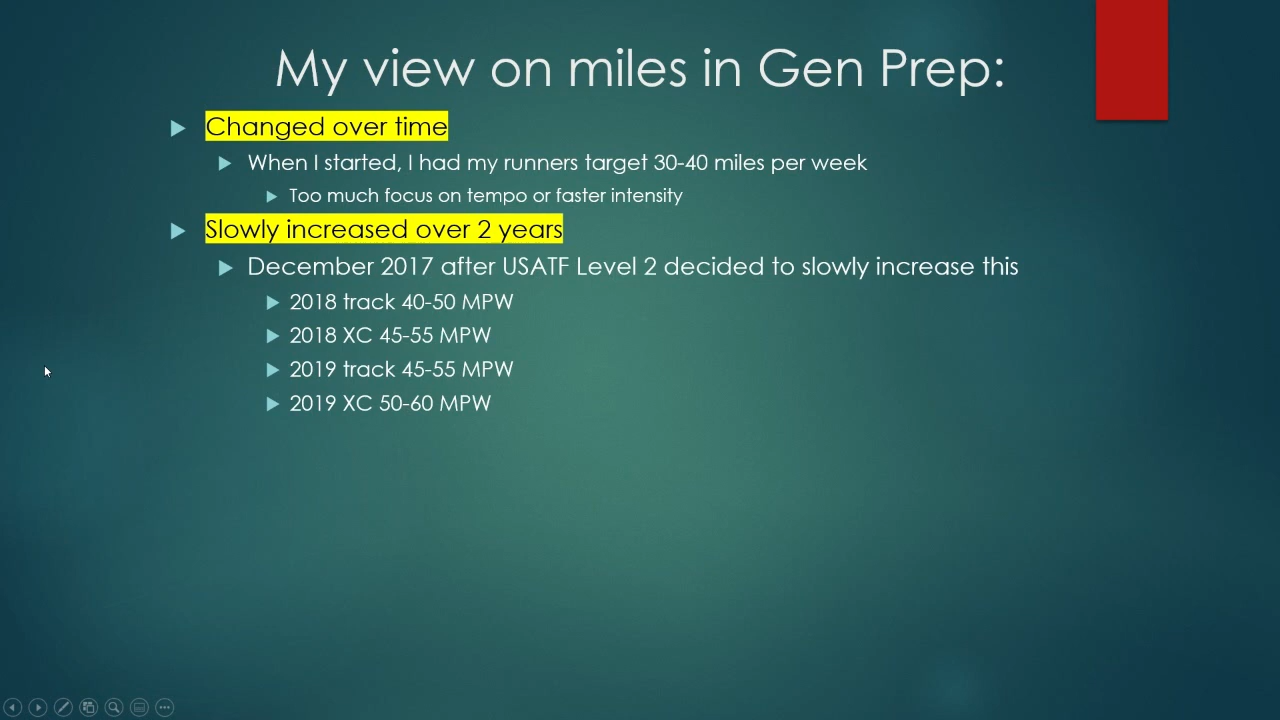 My view on miles in Gen Prep:
Changed over time
When I started, I had my runners target 30-40 miles per week
Too much focus on tempo or faster intensity
Slowly increased over 2 years
December 2017 after USATF Level 2 decided to slowly increase this
2018 track 40-50 MPW
2018 XC 45-55 MPW
2019 track 45-55 MPW
2019 XC 50-60 MPW